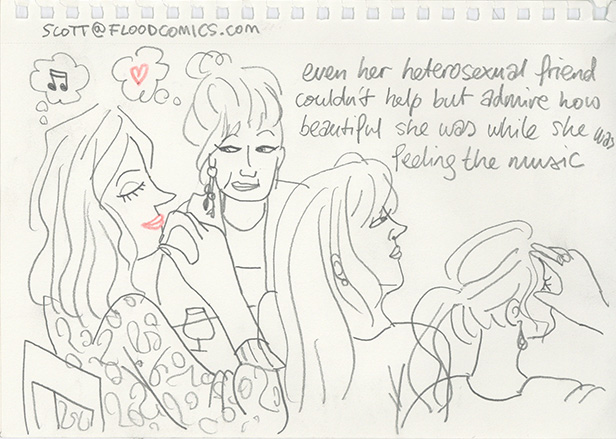 SCOTT@FLOODCOMICS.COM
even her heterosexual friend
couldn't help but admire how
beautiful she was while she was
feeling the music